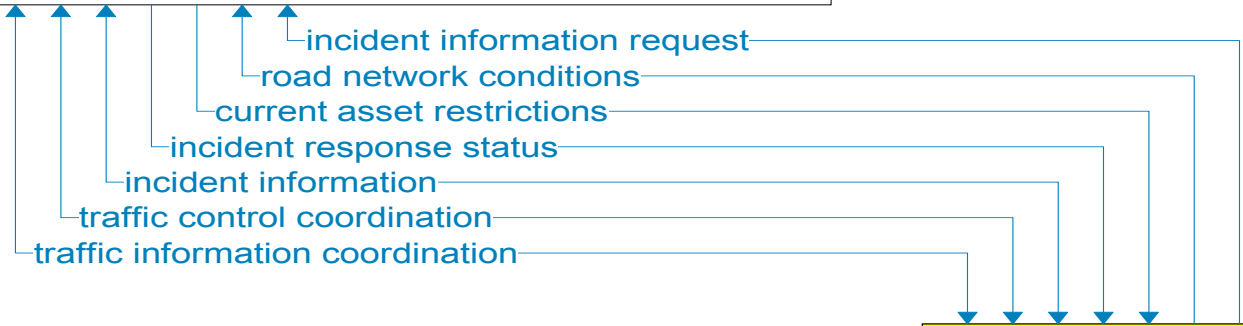 incident information request
road network conditions
current asset restrictions
incident response status
incident information
traffic control coordination
traffic information coordination